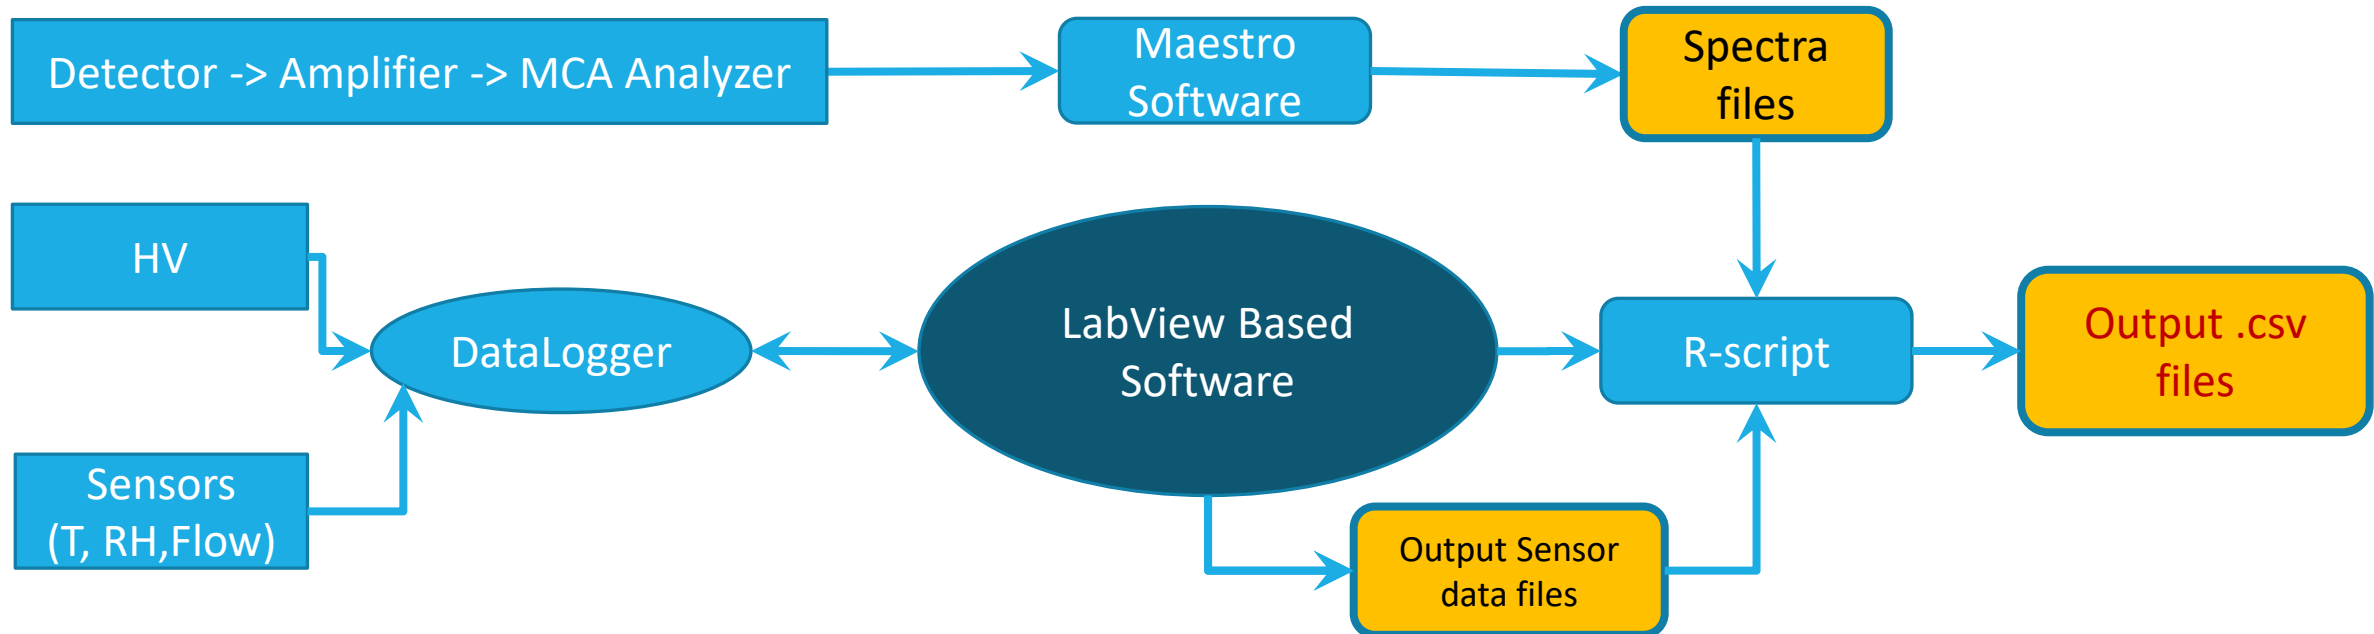 Detector -> Amplifier -> MCA Analyzer
Maestro
Software
Spectra
files
HV
DataLogger
LabView Based
Software
R-script
Output .csv
files
Sensors
(T, RH,Flow)
Output Sensor
data files